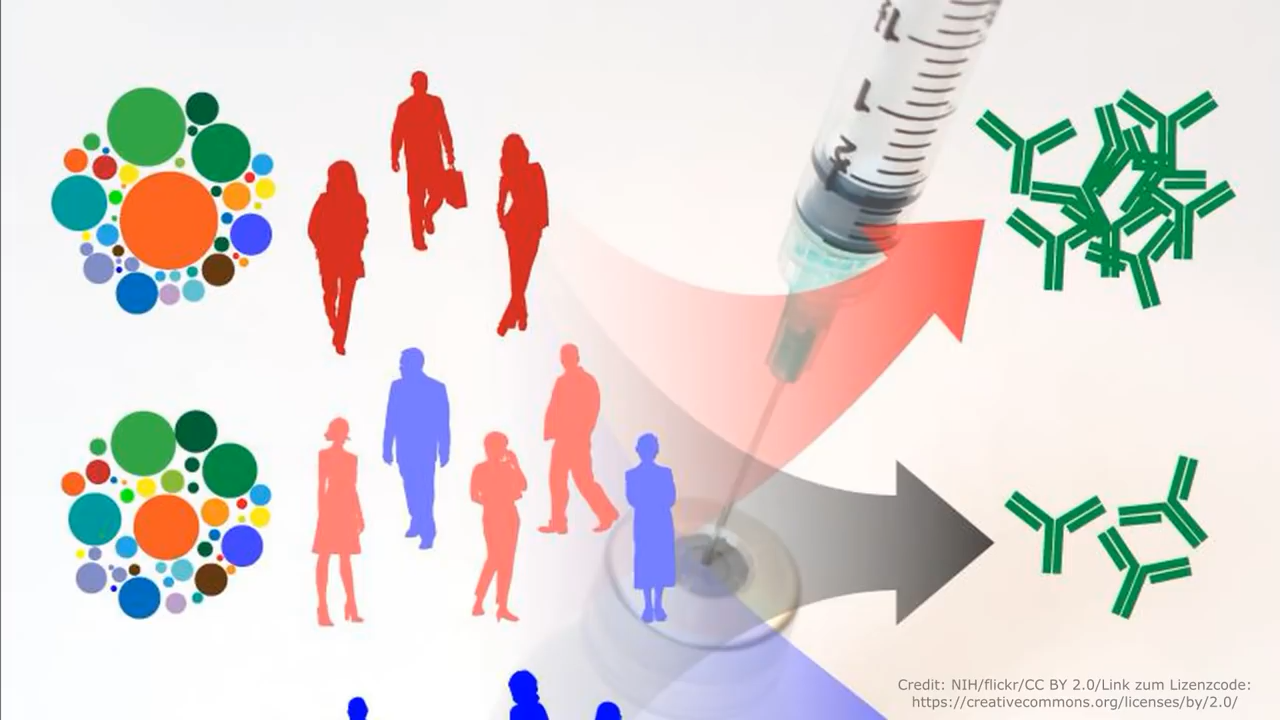 Credit: NIH/flickr/CC BY 2.0/Link zum Lizenzcode:
https://creativecommons.org/licenses/by/2.0/